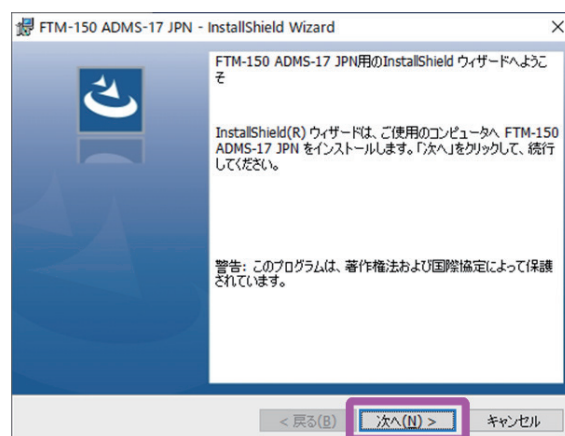 FTM-150 ADMS-17 JPN - InstallShield Wizard
FTM-150 ADMS-17 JPN用のInstallShield ウィザードへようこ
そ
InstallShield(R) ウィザードは、ご使用のコンピュータへ FTM-150
ADMS-17 JPN をインストールします。「次へ」をクリックして、続行
してください。
警告: このプログラムは、著作権法および国際協定によって保護
されています。
< 戻る(B)
次へ(N) >
キャンセル